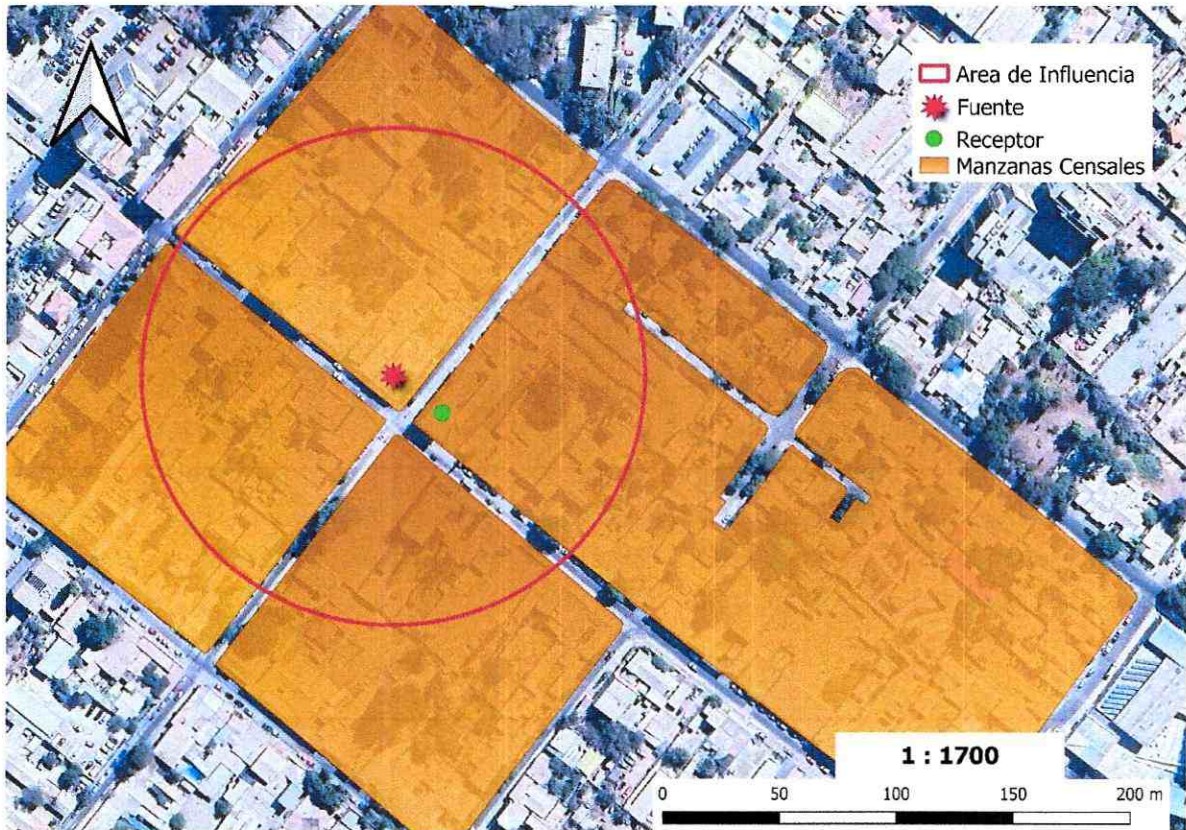 Area de Influencia
Fuente
Receptor
Manzanas Censales
1 : 1700
0 50 100 150 200 m